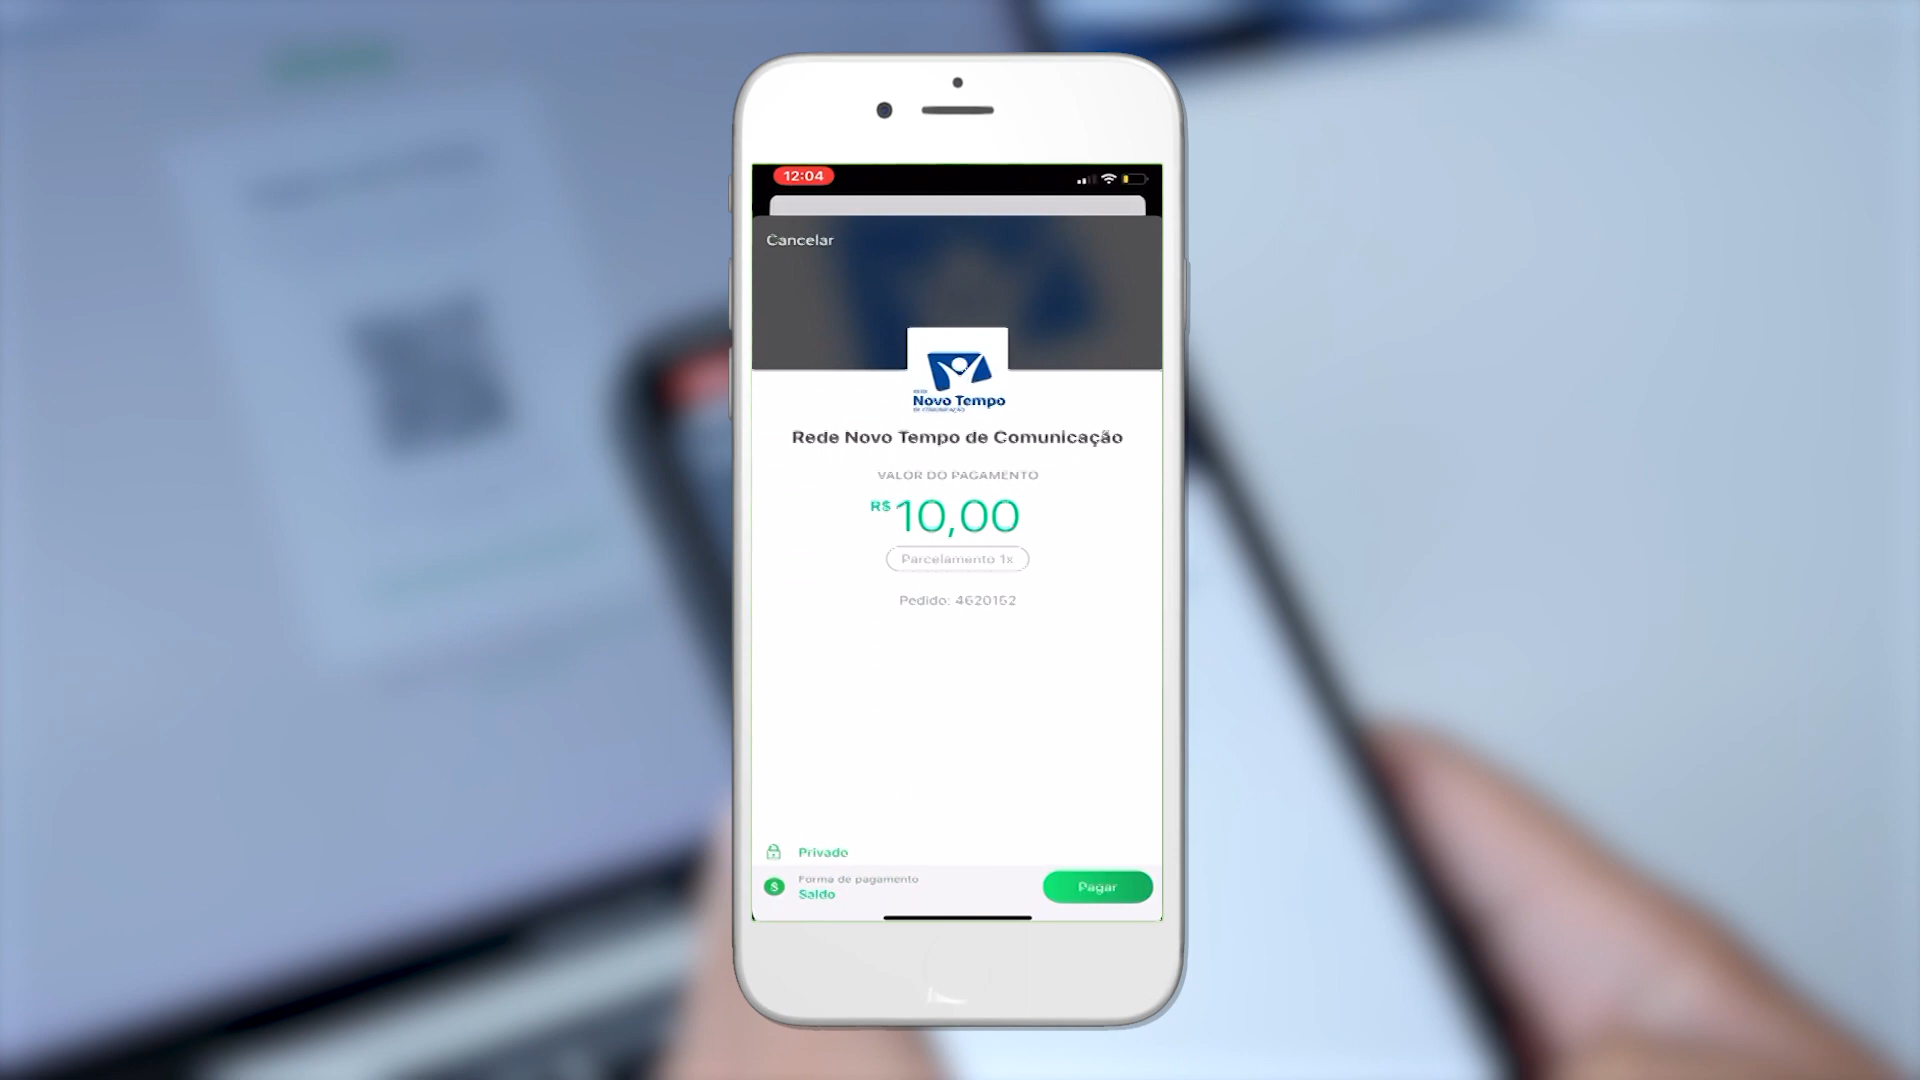 12:04
Cancelar
Novo Tempo
Rede Novo Tempo de Comunicação
VALOR DO PAGAMENTO
R$ 10,00
Parcelamento 1x
Pedido: 4620152
Privado
Forma de pagamento
Saldo
Pagar